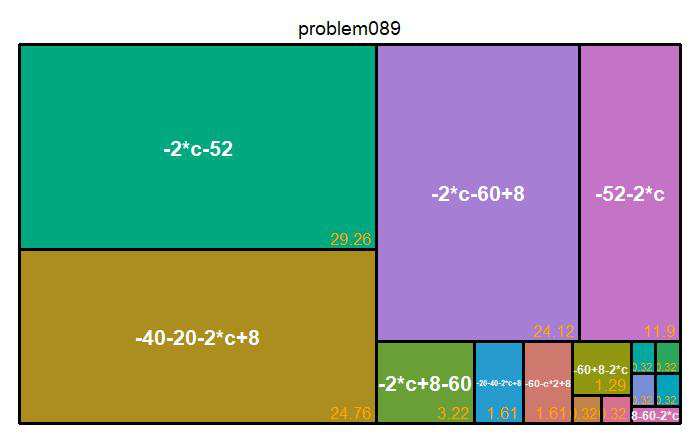 problem089
-2*c-52
29.26
-40-20-2*c+8
24.76
-2*c-60+8
24.12
-52-2*c
11.9
-2*c+8-60
3.22
-20-40-2*c+8
1.61
-60-c*2+8
1.61
-60+8-2*c
1.29
0.32
0.32
0.32
0.32
0.32
0.32
8-60-2*c